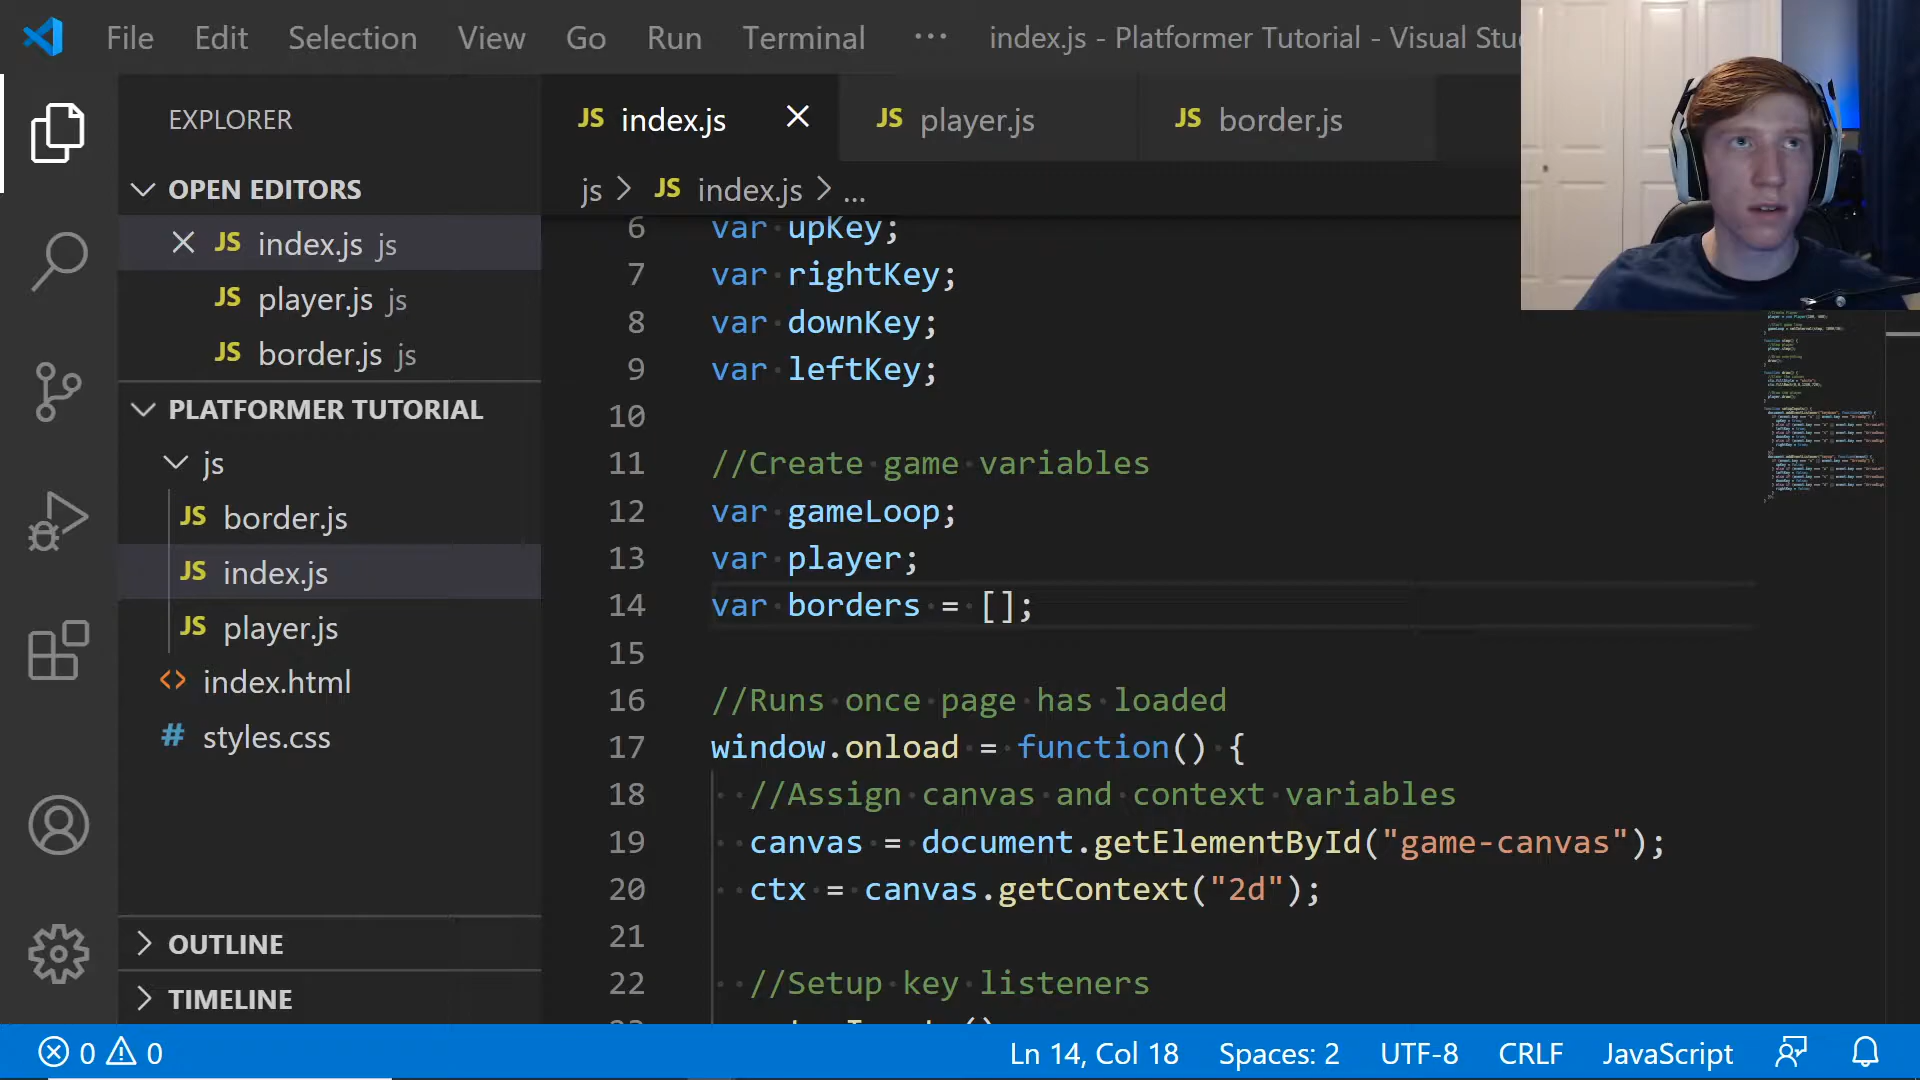 File Edit Selection View Go Run Terminal ··· index.js - Platformer Tutorial - Visual Stu
EXPLORER
JS index.js × JS player.js JS border.js
OPEN EDITORS
js > JS index.js > ...
× JS index.js js
JS player.js js
JS border.js js
PLATFORMER TUTORIAL
js
JS border.js
JS index.js
JS player.js
<> index.html
# styles.css
OUTLINE
TIMELINE
6 var upKey;
7 var rightKey;
8 var downKey;
9 var leftKey;
10
11 //Create game variables
12 var gameLoop;
13 var player;
14 var borders = [];
15
16 //Runs once page has loaded
17 window.onload = function() {
18 //Assign canvas and context variables
19 canvas = document.getElementById("game-canvas");
20 ctx = canvas.getContext("2d");
21
22 //Setup key listeners
0 0 Ln 14, Col 18 Spaces: 2 UTF-8 CRLF JavaScript